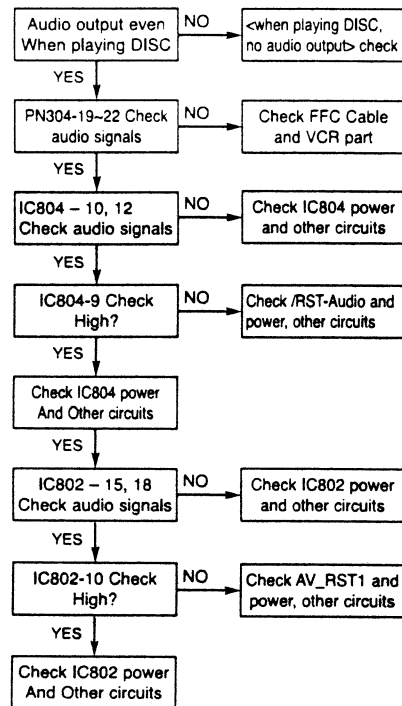 Audio output even
When playing DISC
NO
<when playing DISC,
no audio output> check
YES
PN304-19~22 Check
audio signals
NO
Check FFC Cable
and VCR part
YES
IC804 – 10, 12
Check audio signals
NO
Check IC804 power
and other circuits
YES
IC804-9 Check
High?
NO
Check /RST-Audio and
power, other circuits
YES
Check IC804 power
And Other circuits
YES
IC802 – 15, 18
Check audio signals
NO
Check IC802 power
and other circuits
YES
IC802-10 Check
High?
NO
Check AV_RST1 and
power, other circuits
YES
Check IC802 power
And Other circuits